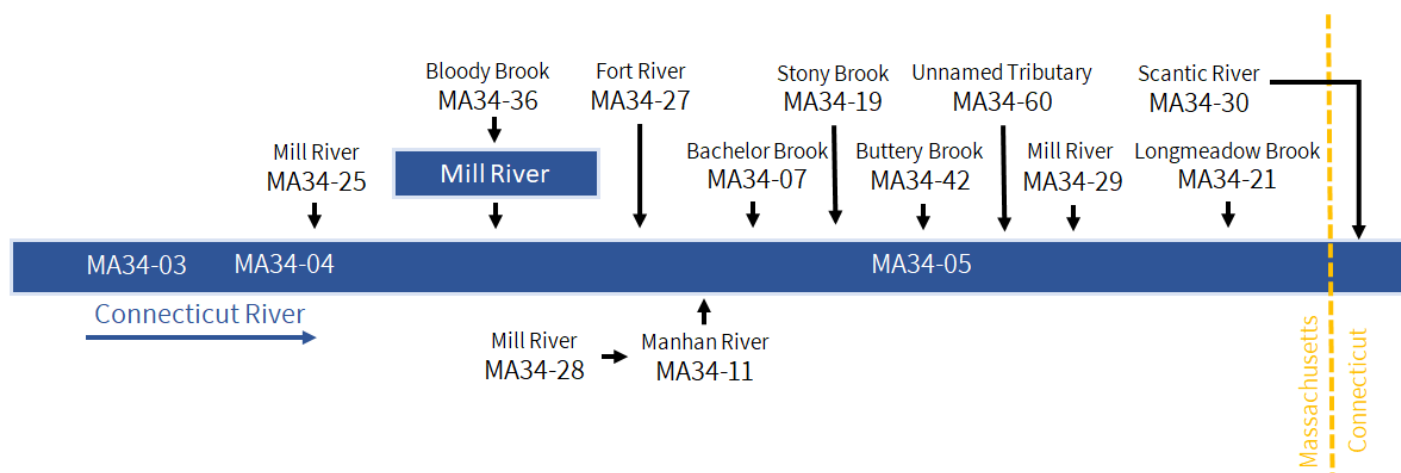 Bloody Brook
MA34-36
Fort River
MA34-27
Stony Brook
MA34-19
Unnamed Tributary
MA34-60
Scantic River
MA34-30
Mill River
MA34-25
Mill River
Bachelor Brook
MA34-07
Buttery Brook
MA34-42
Mill River
MA34-29
Longmeadow Brook
MA34-21
MA34-03
MA34-04
MA34-05
Connecticut River
Mill River
MA34-28
Manhan River
MA34-11
Massachusetts
Connecticut